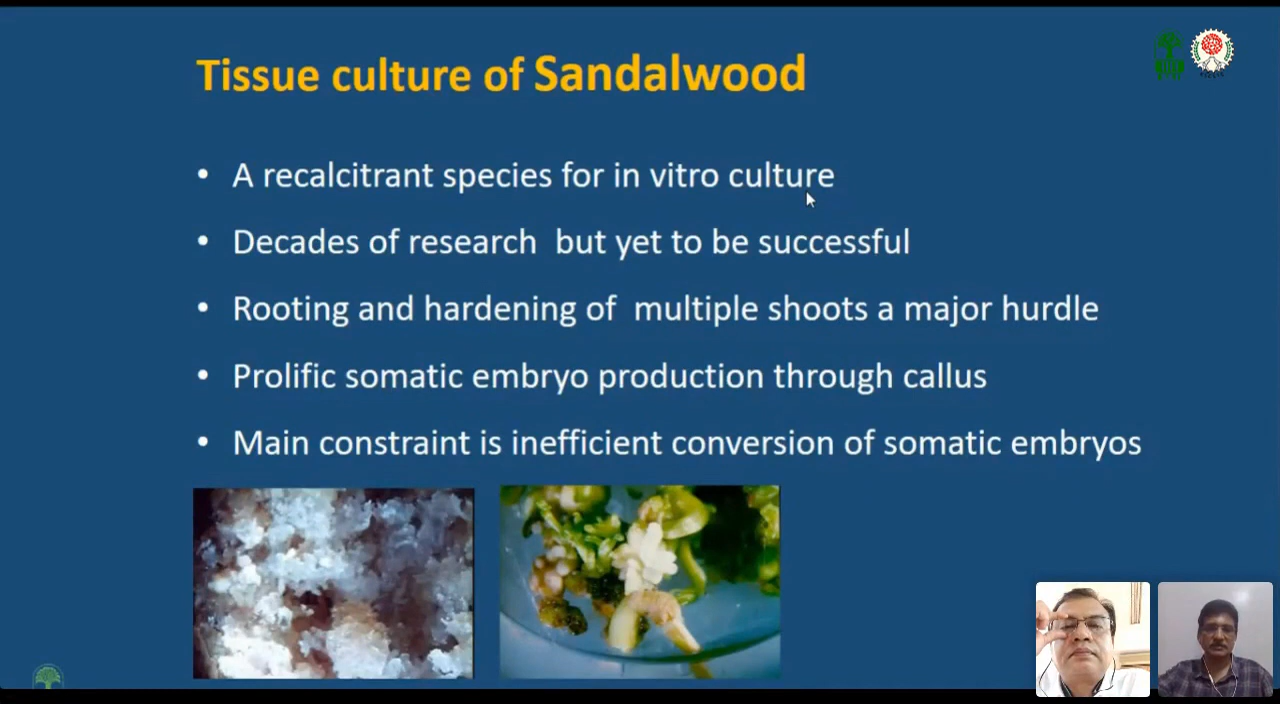 Tissue culture of Sandalwood
• A recalcitrant species for in vitro culture
• Decades of research but yet to be successful
• Rooting and hardening of multiple shoots a major hurdle
• Prolific somatic embryo production through callus
• Main constraint is inefficient conversion of somatic embryos